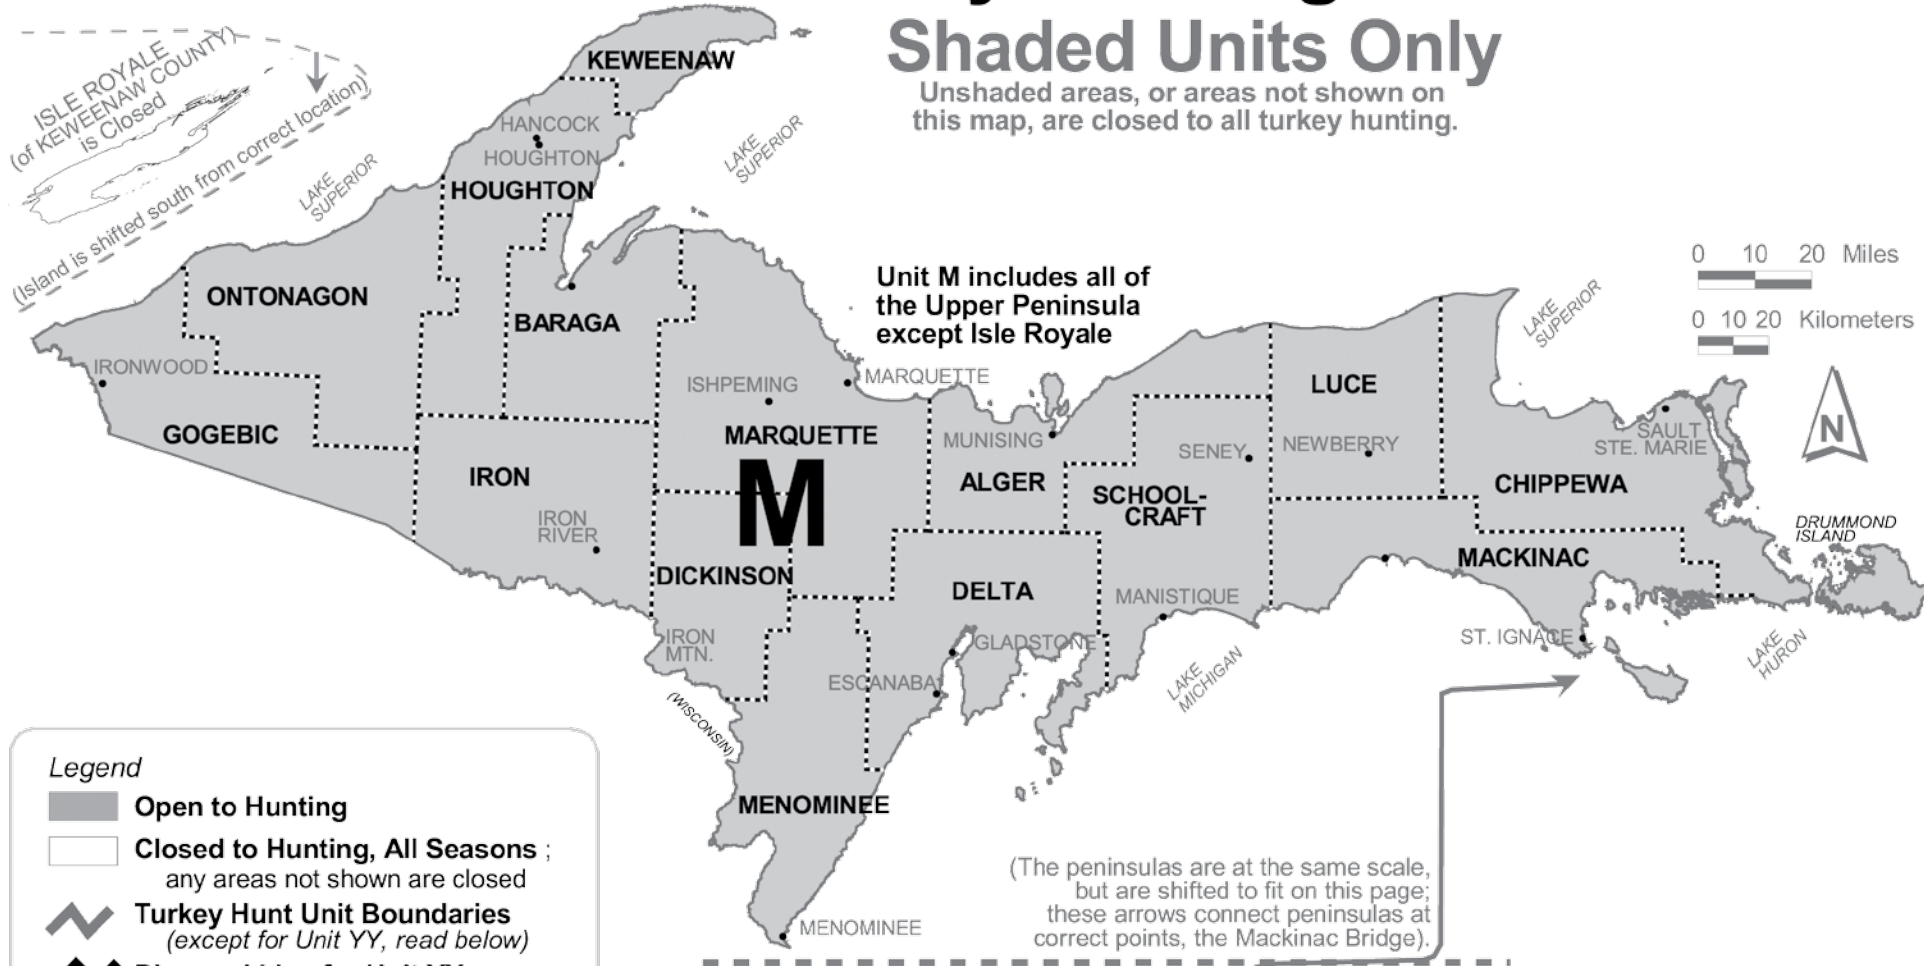 Shaded Units Only
Unshaded areas, or areas not shown on
this map, are closed to all turkey hunting.
ISLE ROYALE
(of KEWEENAW COUNTY)
is Closed
(Island is shifted south from correct location)
LAKE
SUPERIOR
KEWEENAW
HANCOCK
HOUGHTON
HOUGHTON
LAKE
SUPERIOR
ONTONAGON
BARAGA
Unit M includes all of
the Upper Peninsula
except Isle Royale
LAKE
SUPERIOR
0 10 20 Miles
0 10 20 Kilometers
N
IRONWOOD
GOGEBIC
ISHPEMING
MARQUETTE
MARQUETTE
M
IRON
IRON
RIVER
MUNISING
ALGER
SENEY
SCHOOL-
CRAFT
LUCE
NEWBERRY
SAULT
STE. MARIE
CHIPPEWA
DRUMMOND
ISLAND
MACKINAC
DICKINSON
DELTA
MANISTIQUE
IRON
MTN.
GLADSTONE
ESCANABA
ST. IGNACE
LAKE
MICHIGAN
LAKE
HURON
(WISCONSIN)
MENOMINEE
MENOMINEE
(The peninsulas are at the same scale,
but are shifted to fit on this page;
these arrows connect peninsulas at
correct points, the Mackinac Bridge).
Legend
Open to Hunting
Closed to Hunting, All Seasons ;
any areas not shown are closed
Turkey Hunt Unit Boundaries
(except for Unit YY, read below)